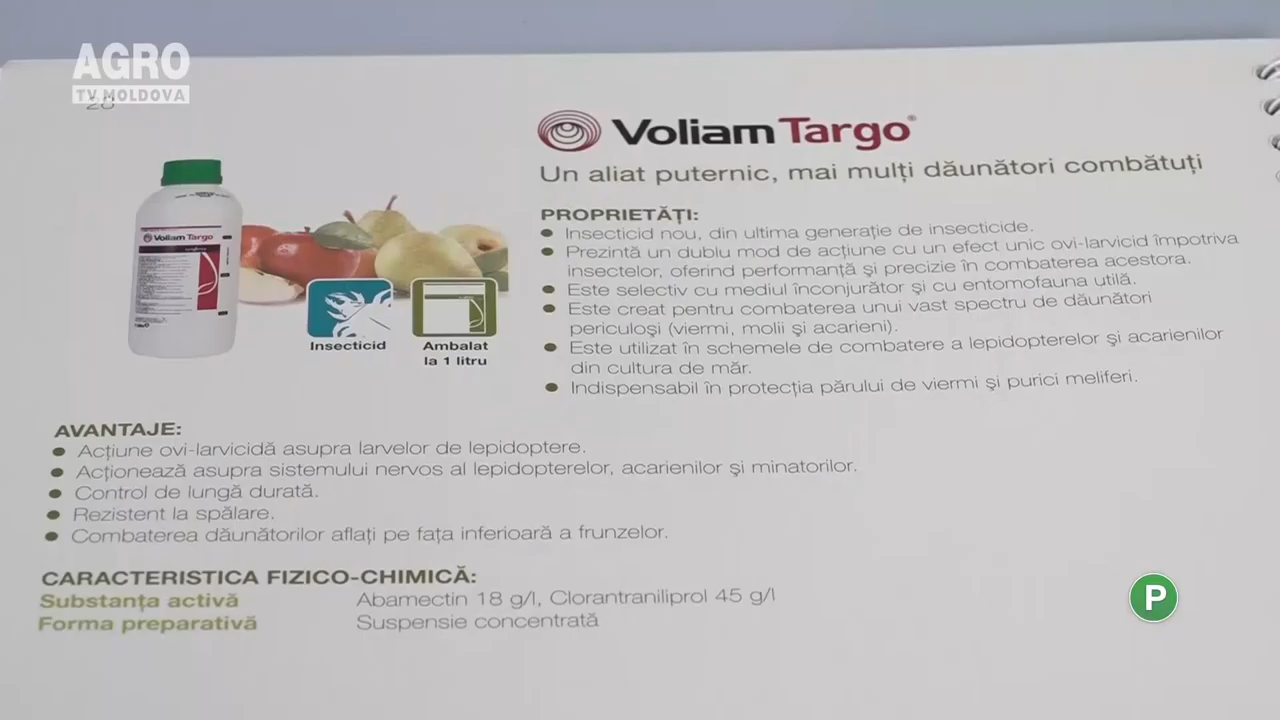 AGRO
TV MOLDOVA
28
Voliam Targo
Un aliat puternic, mai mulți dăunători combătuți
PROPRIETĂȚI:
Insecticid nou, din ultima generație de insecticide.
Prezintă un dublu mod de acțiune cu un efect unic ovi-larvicid împotriva
insectelor, oferind performanță și precizie în combaterea acestora.
Este selectiv cu mediul înconjurător și cu entomofauna utilă.
Este creat pentru combaterea unui vast spectru de dăunători
periculoși (viermi, molii și acarieni).
Este utilizat în schemele de combatere a lepidopterelor și acarienilor
din cultura de măr.
Indispensabil în protecția părului de viermi și purici meliferi.
Voliam Targo
Insecticid
Ambalat
la 1 litru
AVANTAJE:
Acțiune ovi-larvicidă asupra larvelor de lepidoptere.
Acționează asupra sistemului nervos al lepidopterelor, acarienilor și minatorilor.
Control de lungă durată.
Rezistent la spălare.
Combaterea dăunătorilor aflați pe fața inferioară a frunzelor.
CARACTERISTICA FIZICO-CHIMICĂ:
Substanța activă Abamectin 18 g/l, Clorantraniliprol 45 g/l
Forma preparativă Suspensie concentrată
P